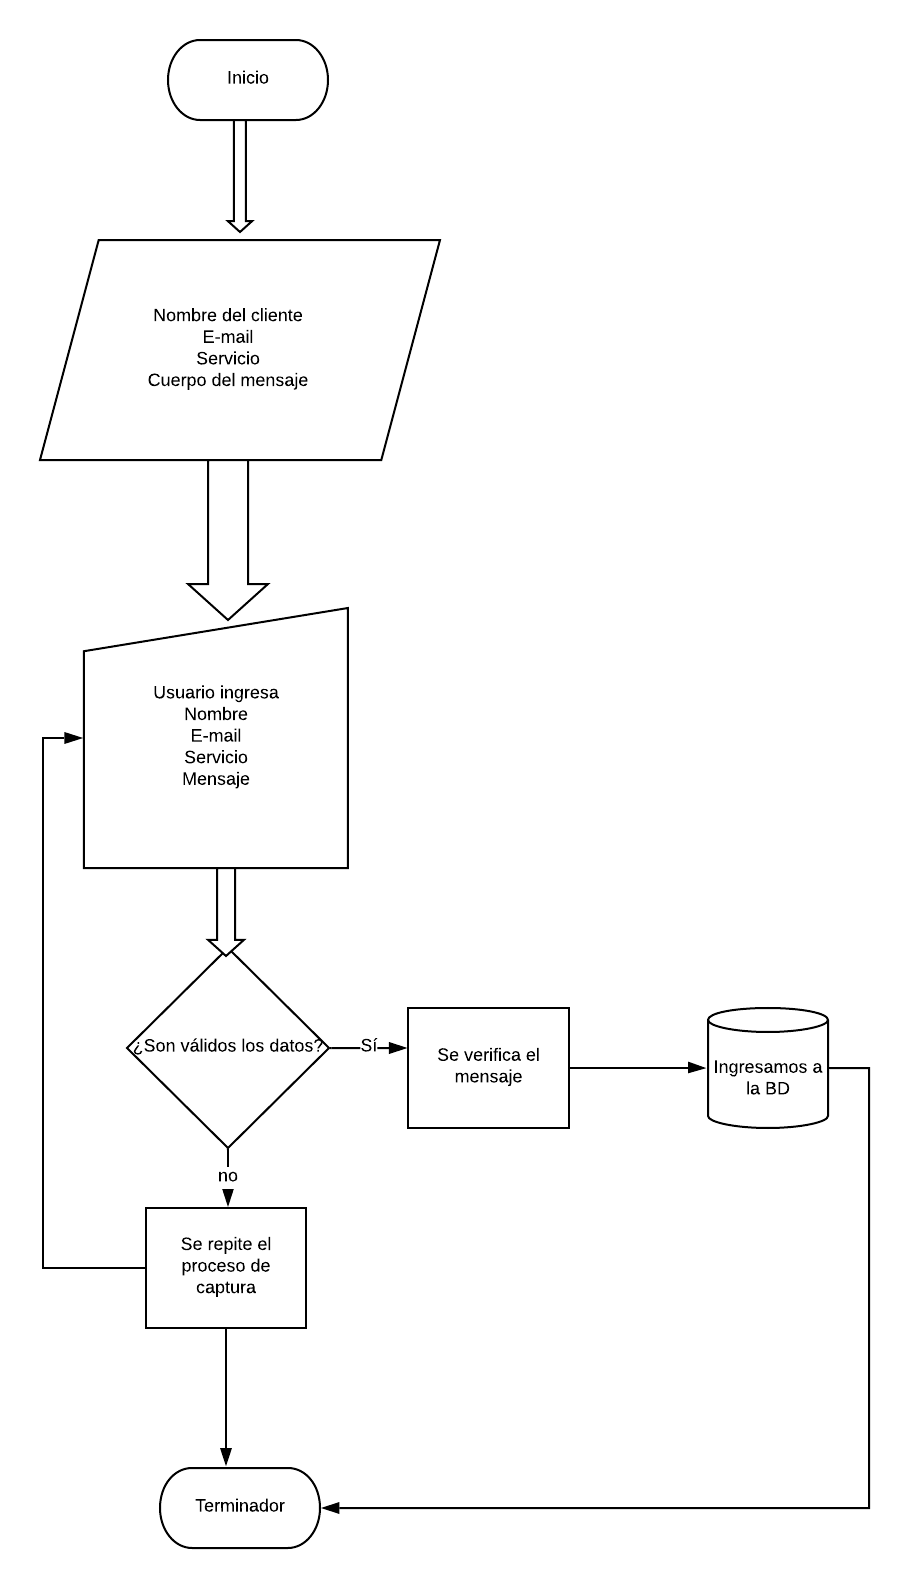 Inicio
Nombre del cliente
E-mail
Servicio
Cuerpo del mensaje
Usuario ingresa
Nombre
E-mail
Servicio
Mensaje
¿Son válidos los datos?
Sí
Se verifica el
mensaje
Ingresamos a
la BD
no
Se repite el
proceso de
captura
Terminador